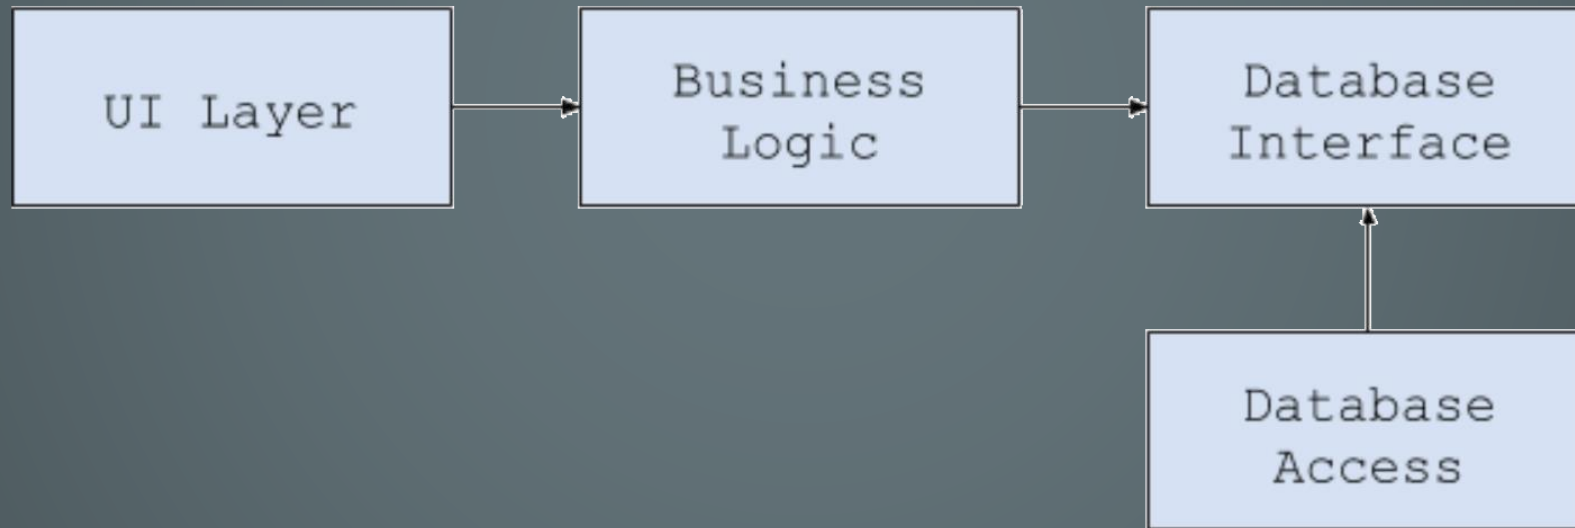 UI Layer
Business
Logic
Database
Interface
Database
Access